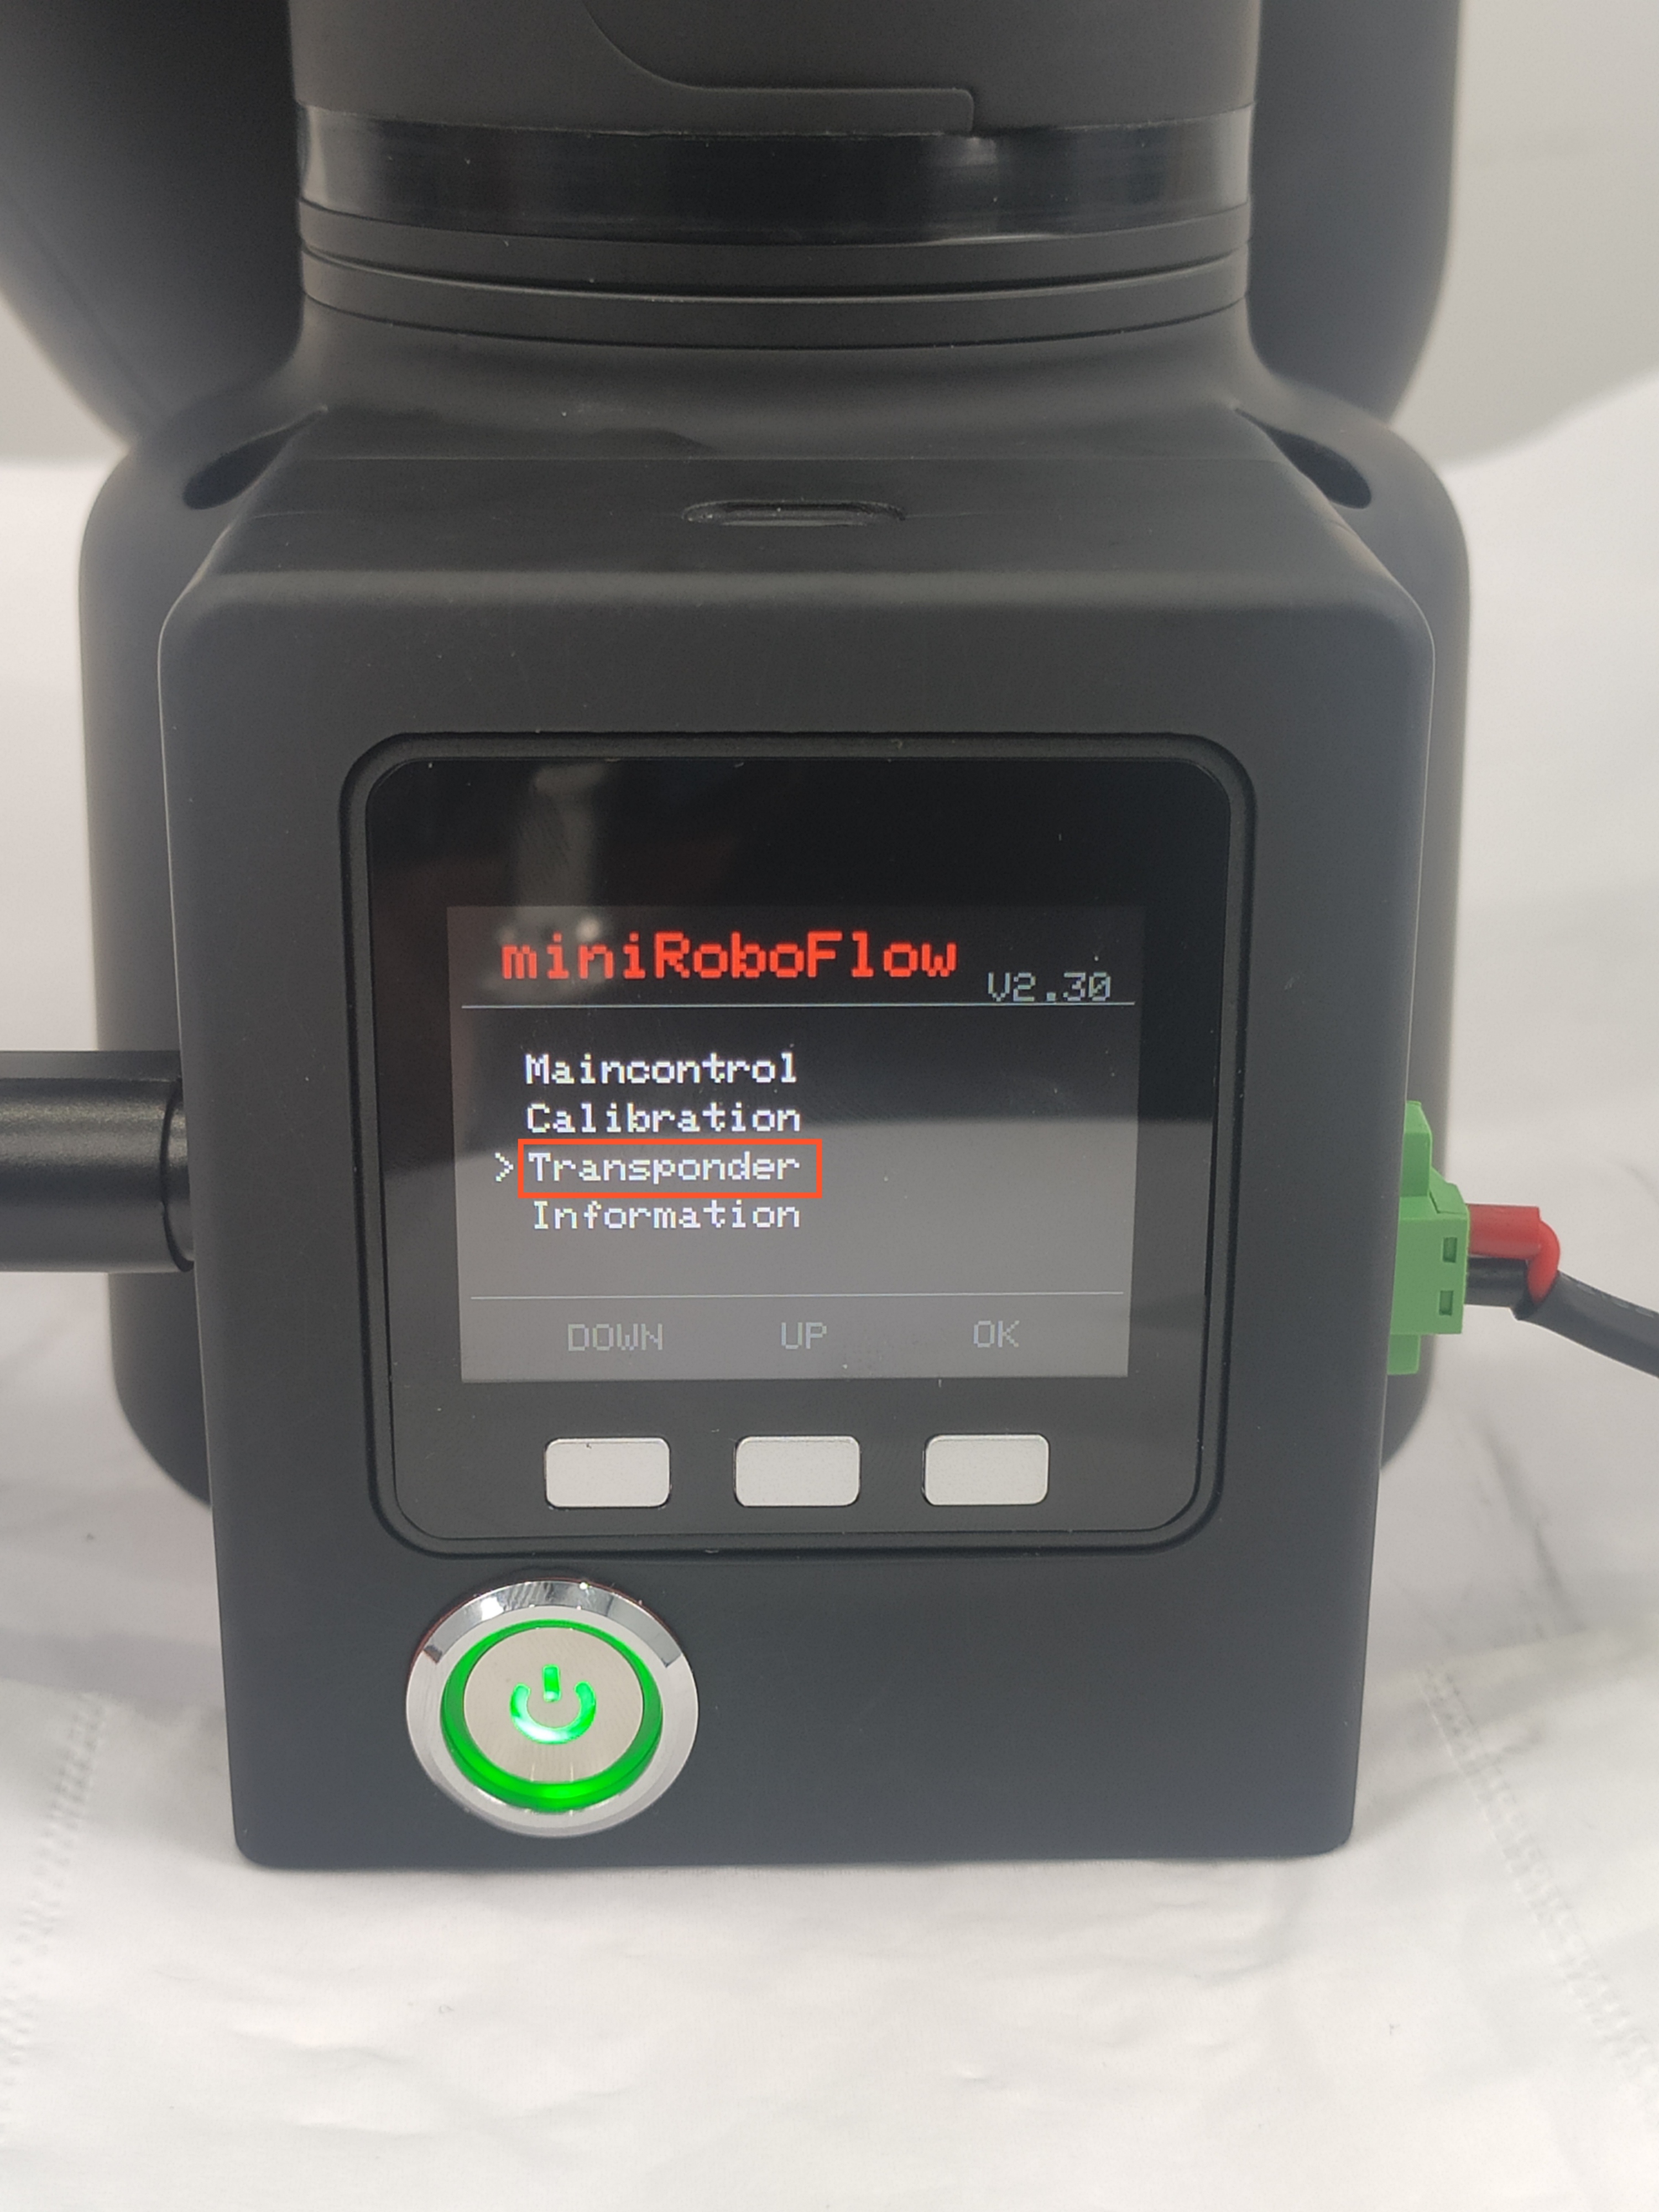 miniRoboFlow V2.30
Maincontrol
Calibration
> Transponder
Information
DOWN UP OK